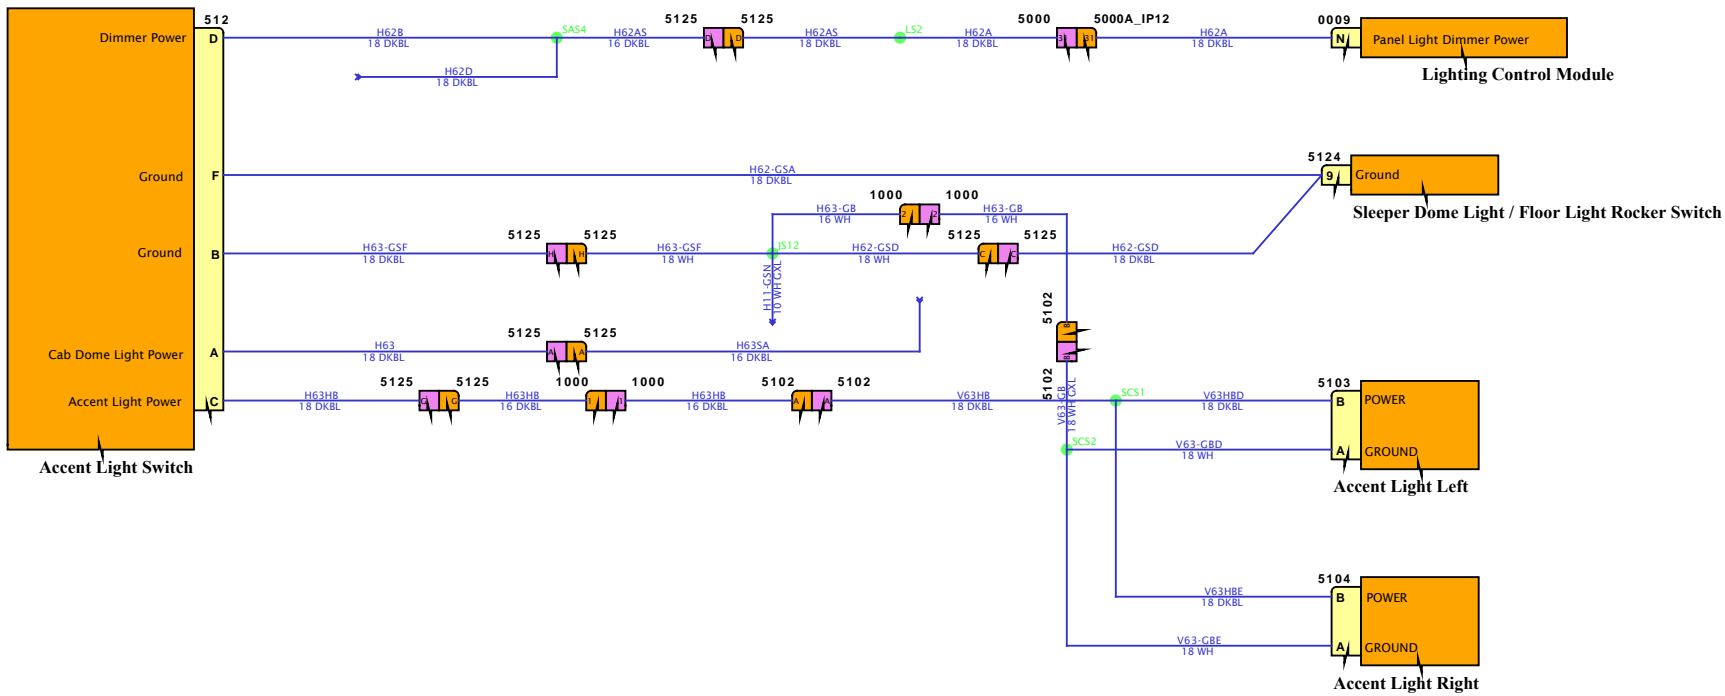 512
Dimmer Power
D
H62B
18 DKBL
SAS4
H62AS
16 DKBL
5125
5125
D
D
H62AS
18 DKBL
LS2
H62A
18 DKBL
5000
5000A_IP12
31
31
H62A
18 DKBL
0009
N
Panel Light Dimmer Power
Lighting Control Module
H62D
18 DKBL
Ground
F
H62-GSA
18 DKBL
5124
9
Ground
Sleeper Dome Light / Floor Light Rocker Switch
H63-GB
16 WH
1000
1000
2
2
H63-GB
16 WH
Ground
B
H63-GSF
18 DKBL
5125
5125
H
H
H63-GSF
18 WH
IS12
H62-GSD
18 WH
5125
5125
C
C
H62-GSD
18 DKBL
H11-GSN
10 WH GXL
5102
B
B
5102
V63-GB
18 WH GXL
Cab Dome Light Power
A
H63
18 DKBL
5125
5125
A
A
H63SA
16 DKBL
Accent Light Power
C
H63HB
18 DKBL
5125
5125
G
G
H63HB
16 DKBL
1000
1000
1
1
H63HB
16 DKBL
5102
5102
A
A
V63HB
18 DKBL
SCS1
V63HBD
18 DKBL
5103
B
POWER
SCS2
V63-GBD
18 WH
A
GROUND
Accent Light Switch
Accent Light Left
V63HBE
18 DKBL
5104
B
POWER
V63-GBE
18 WH
A
GROUND
Accent Light Right